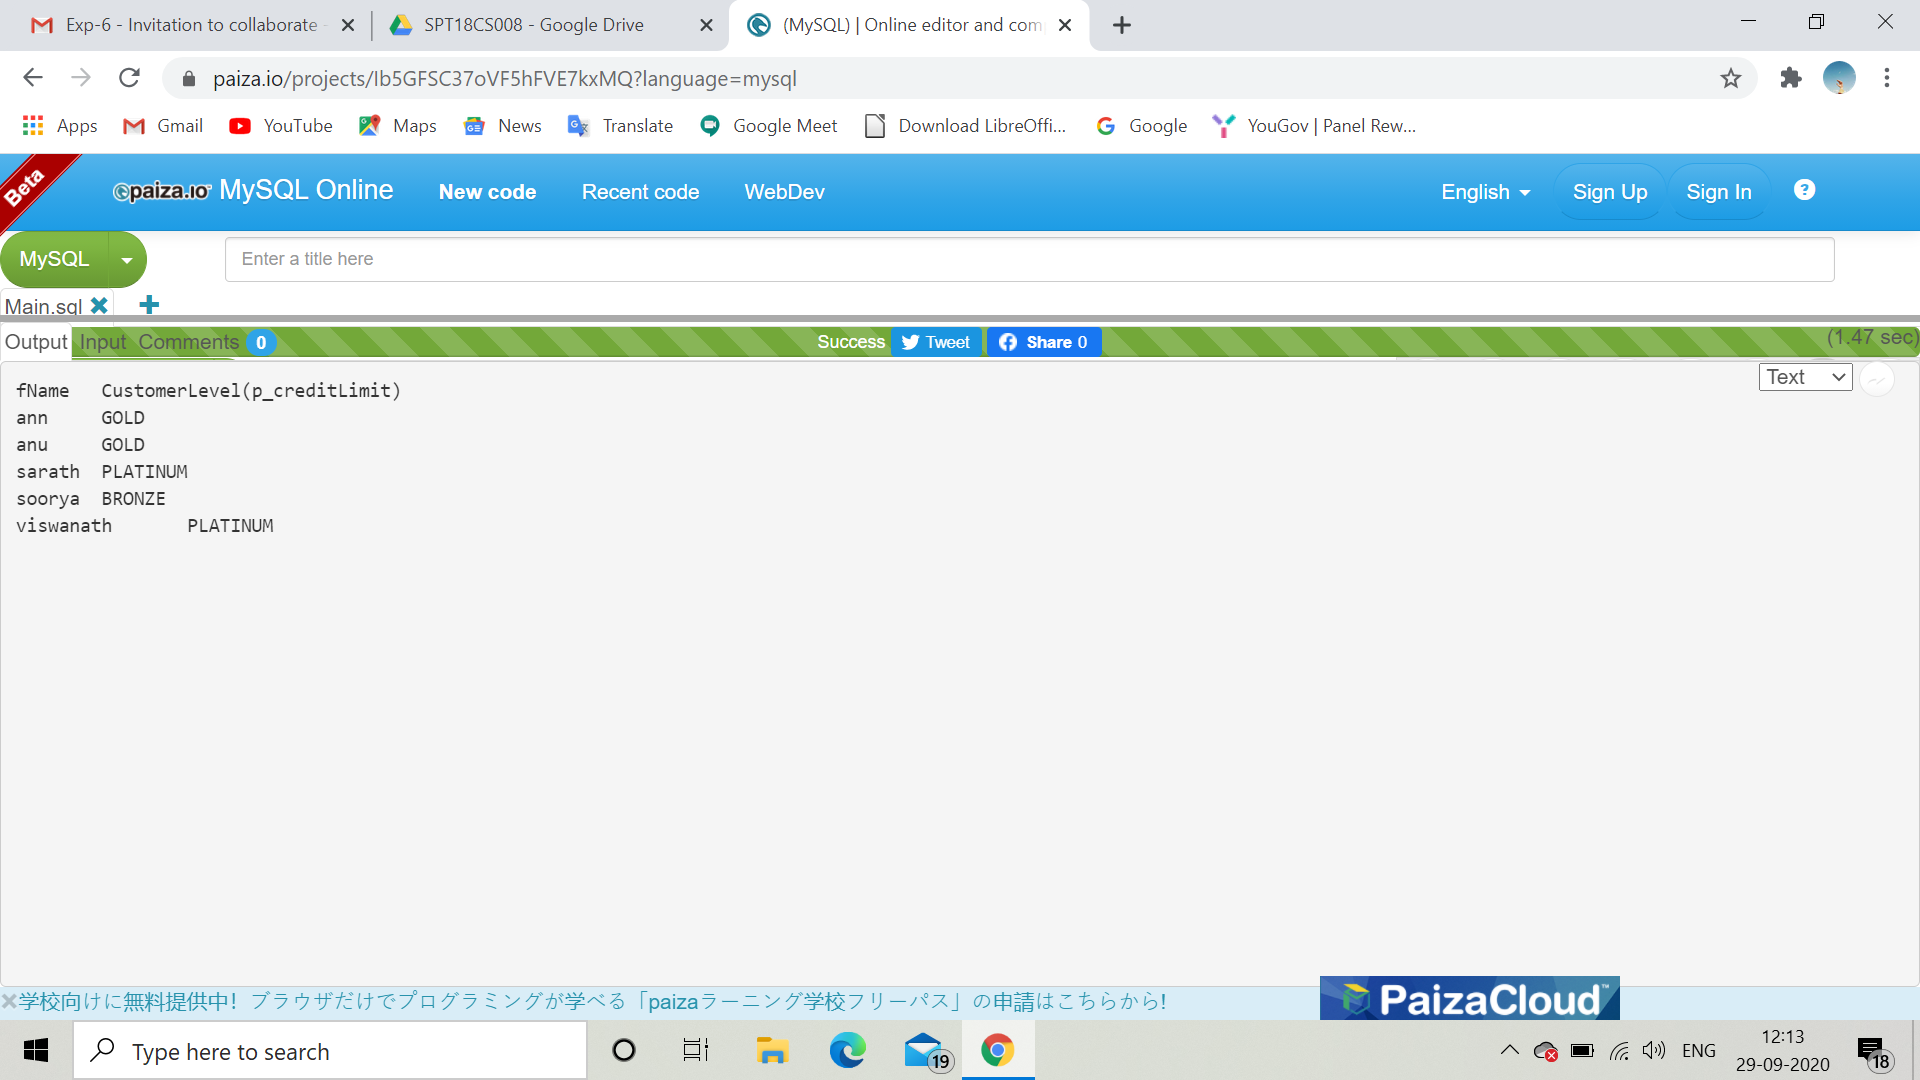 Exp-6 - Invitation to collaborate -
SPT18CS008 - Google Drive
(MySQL) | Online editor and com
paiza.io/projects/Ib5GFSC37oVF5hFVE7kxMQ?language=mysql
Apps Gmail YouTube Maps News Translate Google Meet Download LibreOffi... Google YouGov | Panel Rew...
Beta
paiza.IO MySQL Online New code Recent code WebDev English Sign Up Sign In ?
MySQL Enter a title here
Main.sql
Output Input Comments 0 Success Tweet Share 0 (1.47 sec)
Text
fName CustomerLevel(p_creditLimit)
ann GOLD
anu GOLD
sarath PLATINUM
soorya BRONZE
viswanath PLATINUM
学校向けに無料提供中！ブラウザだけでプログラミングが学べる「paizaラーニング学校フリーパス」の申請はこちらから!
PaizaCloud™
Type here to search 19 ENG 12:13
29-09-2020
18